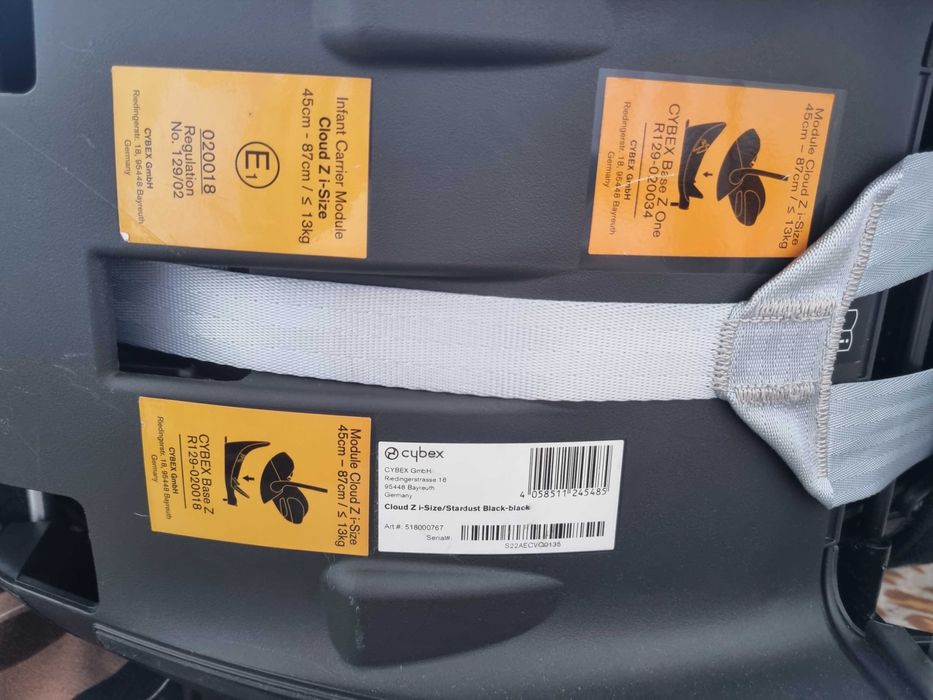 Infant Carrier Module
Cloud Z i-Size
45cm - 87cm / ≤ 13kg
E1
020018
Regulation
No. 129/02
CYBEX GmbH
Riedingerstr. 18, 95448 Bayreuth
Germany
Module Cloud Z i-Size
45cm - 87cm / ≤ 13kg
CYBEX Base Z One
R129-020034
CYBEX GmbH
Riedingerstr. 18, 95448 Bayreuth
Germany
Module Cloud Z i-Size
45cm - 87cm / ≤ 13kg
CYBEX Base Z
R129-020018
CYBEX GmbH
Riedingerstr. 18, 95448 Bayreuth
Germany
cybex
CYBEX GmbH
Riedingerstrasse 18
95448 Bayreuth
Germany
4 058511 245485
Cloud Z i-Size/Stardust Black-black
Art #: 518000767
Serial#:
S22AECVQ0135